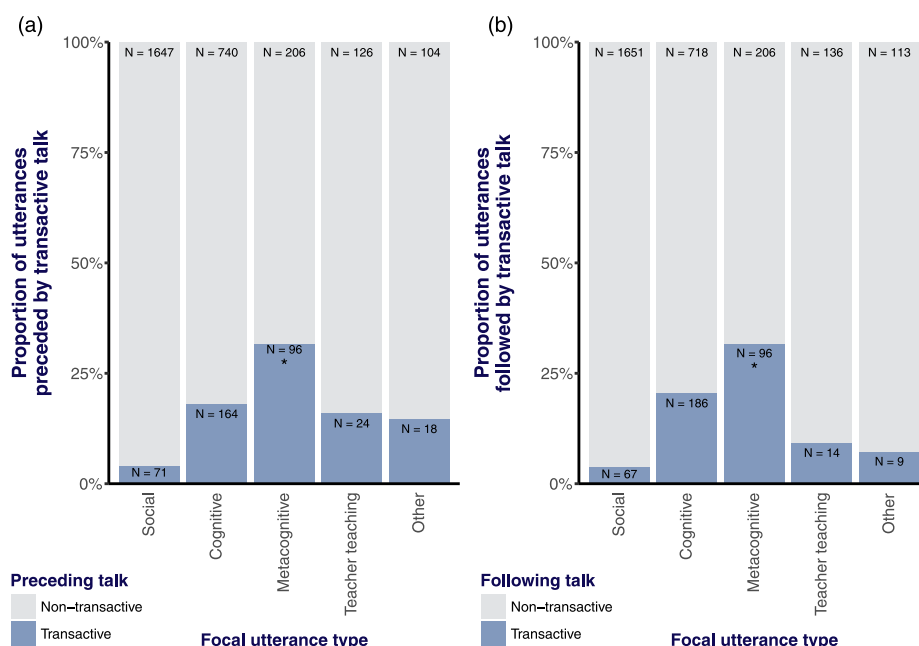 (a)
Proportion of utterances
preceded by transactive talk
100%
75%
50%
25%
0%
N = 1647
N = 740
N = 206
N = 126
N = 104
N = 71
N = 164
N = 96
*
N = 24
N = 18
Social
Cognitive
Metacognitive
Teacher teaching
Other
Focal utterance type
Preceding talk
Non−transactive
Transactive
(b)
Proportion of utterances
followed by transactive talk
100%
75%
50%
25%
0%
N = 1651
N = 718
N = 206
N = 136
N = 113
N = 67
N = 186
N = 96
*
N = 14
N = 9
Social
Cognitive
Metacognitive
Teacher teaching
Other
Focal utterance type
Following talk
Non−transactive
Transactive